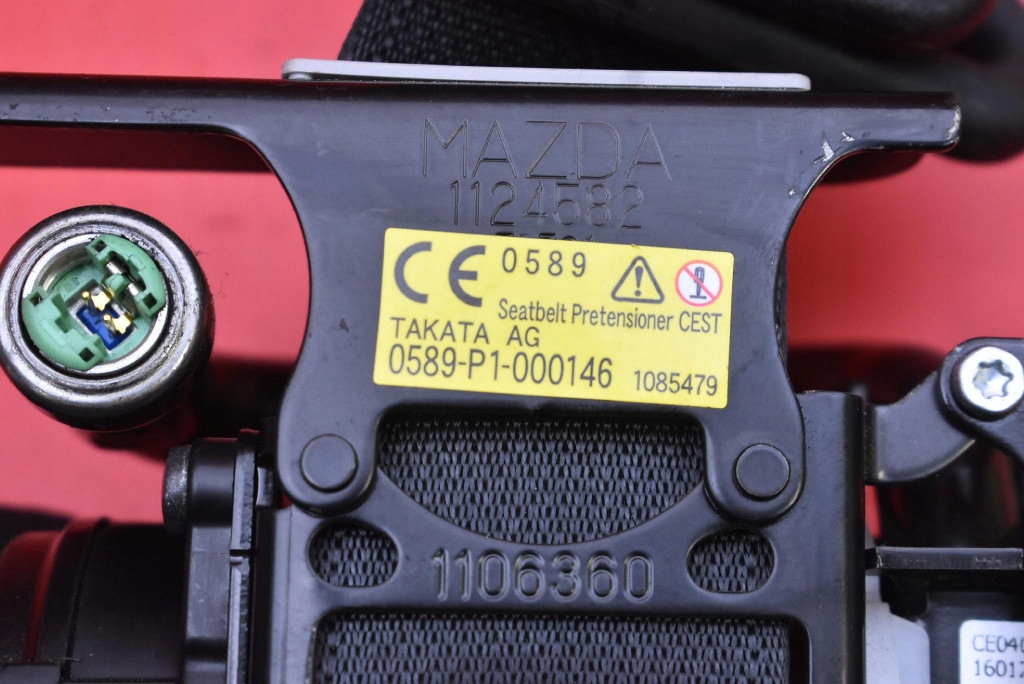 MAZDA
1124582
CE 0589
Seatbelt Pretensioner CEST
TAKATA AG
0589-P1-000146 1085479
1106360